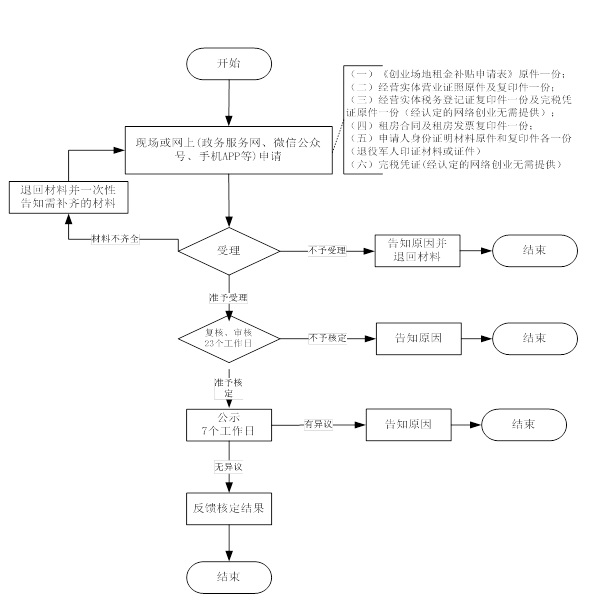 开始
（一）《创业场地租金补贴申请表》原件一份；
（二）经营实体营业证照原件及复印件一份；
（三）经营实体税务登记证复印件一份及完税凭
证原件一份（经认定的网络创业无需提供）；
（四）租房合同及租房发票复印件一份；
（五）申请人身份证明材料原件和复印件各一份
（退役军人印证材料或证件）
（六）完税凭证(经认定的网络创业无需提供)
现场或网上(政务服务网、微信公众
号、手机APP等)申请
退回材料并一次性
告知需补齐的材料
材料不齐全
受理
不予受理
告知原因并
退回材料
结束
准予受理
复核、审核
23个工作日
不予核定
告知原因
结束
准予核
定
公示
7个工作日
有异议
告知原因
结束
无异议
反馈核定结果
结束